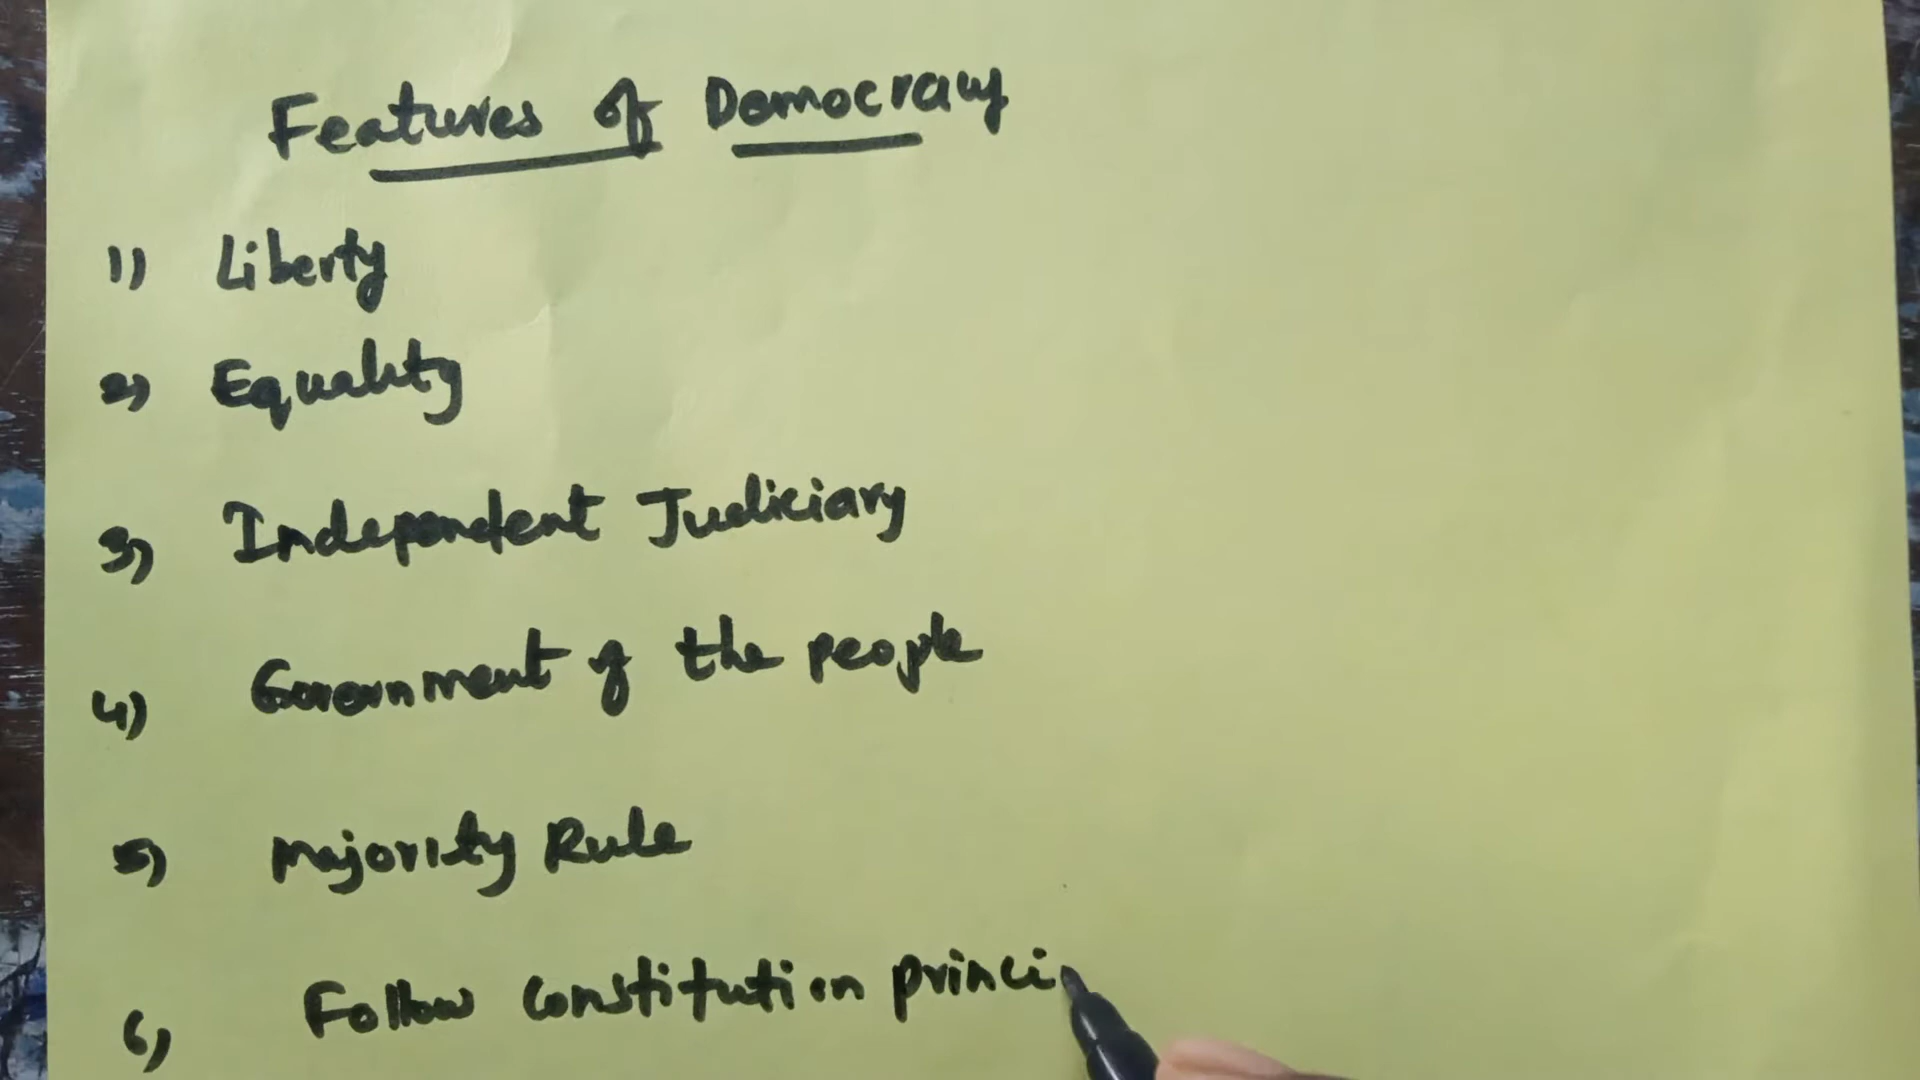 Features of Democracy
1) Liberty
2) Equality
3) Independent Judiciary
4) Government of the people
5) Majority Rule
6) Follow Constitution princi